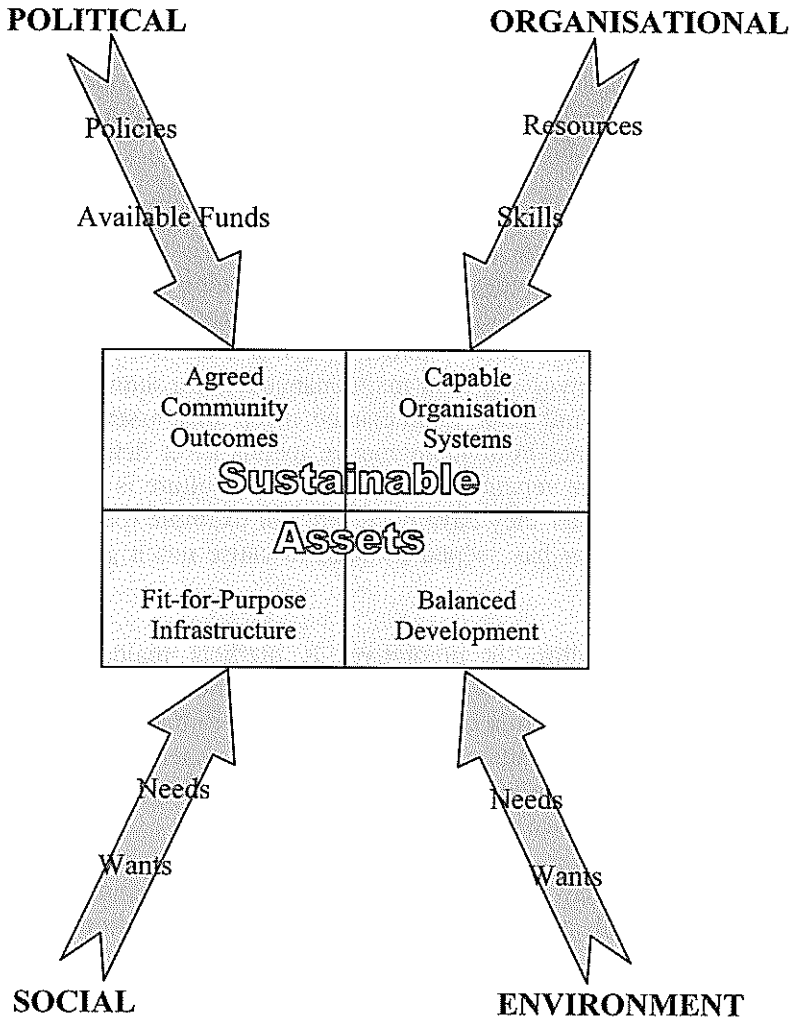 POLITICAL
ORGANISATIONAL
Policies
Resources
Available Funds
Skills
Agreed
Community
Outcomes
Capable
Organisation
Systems
Sustainable
Assets
Fit-for-Purpose
Infrastructure
Balanced
Development
Needs
Needs
Wants
Wants
SOCIAL
ENVIRONMENT